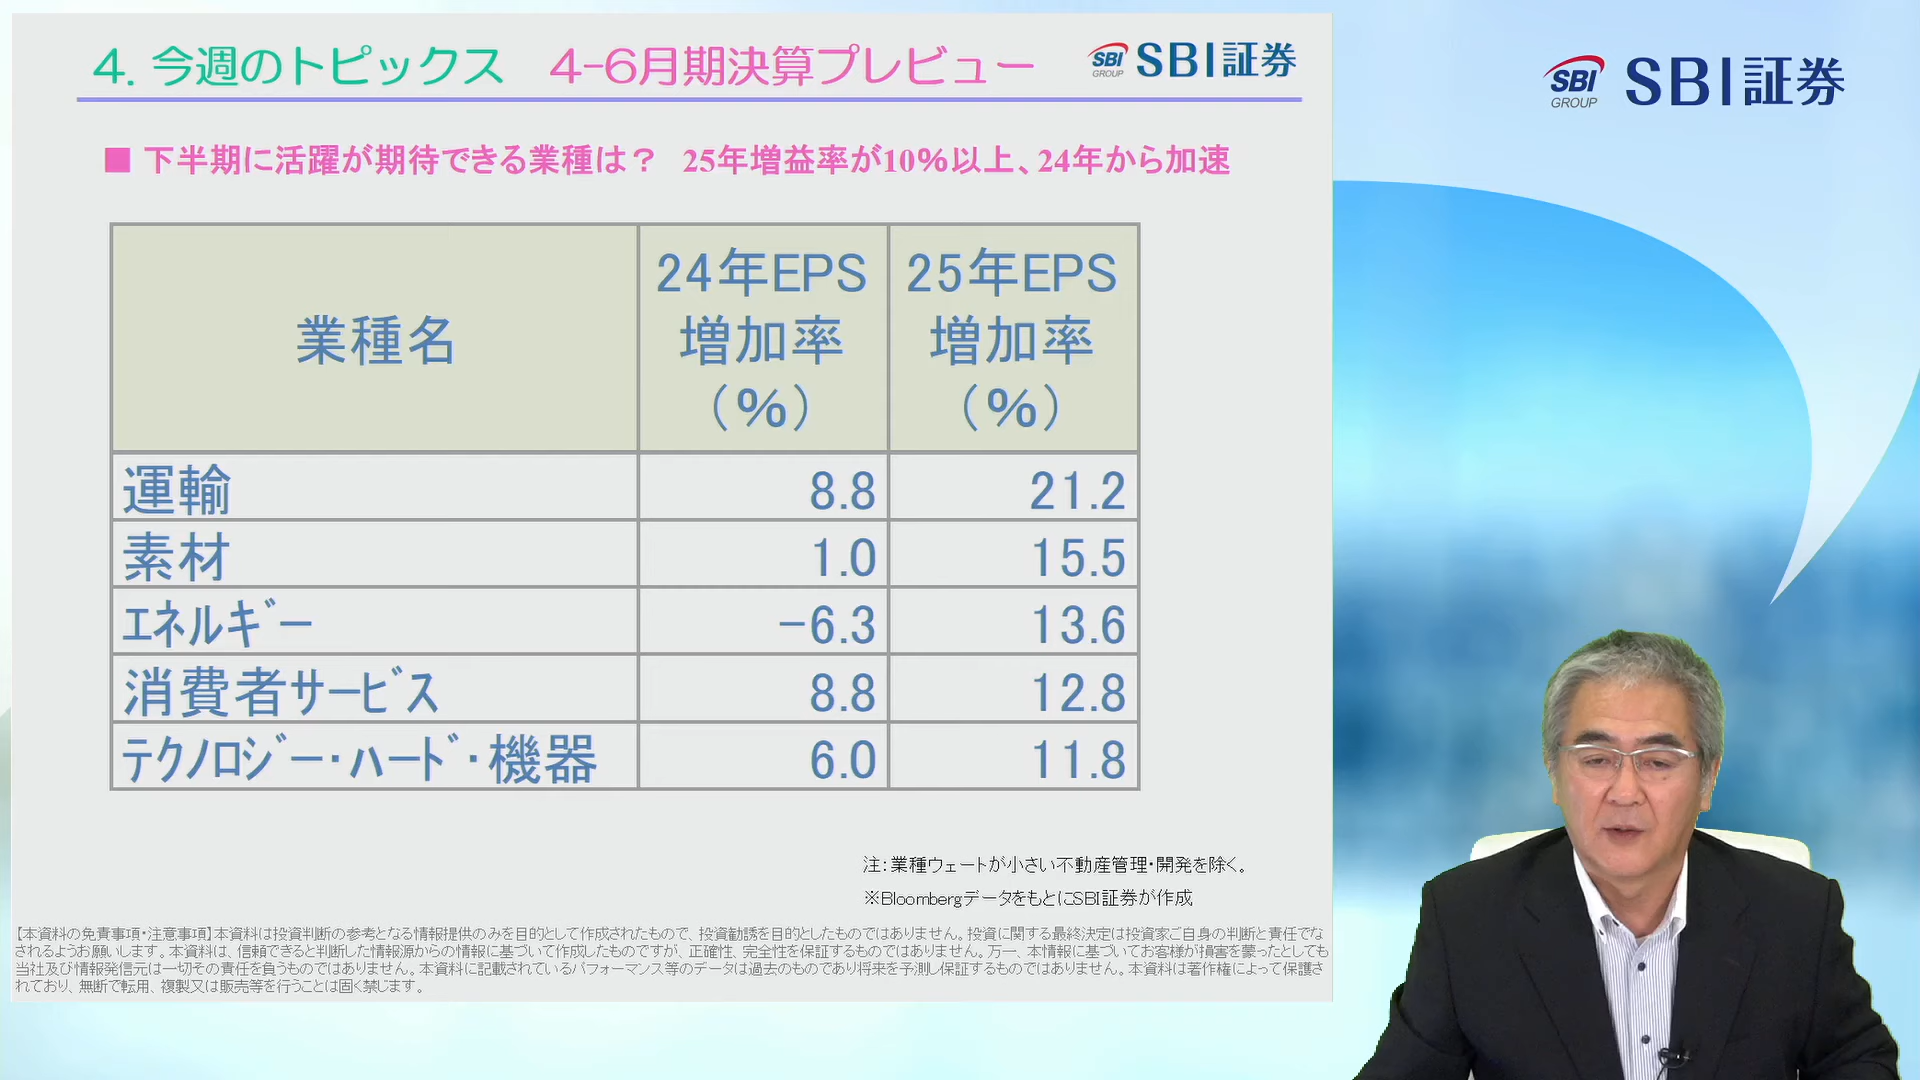 4. 今週のトピックス 4-6月期決算プレビュー
SBI GROUP SBI証券
SBI GROUP SBI証券
■ 下半期に活躍が期待できる業種は？ 25年増益率が10％以上、24年から加速
業種名 24年EPS増加率（％） 25年EPS増加率（％）
運輸 8.8 21.2
素材 1.0 15.5
ｴﾈﾙｷﾞｰ -6.3 13.6
消費者ｻｰﾋﾞｽ 8.8 12.8
ﾃｸﾉﾛｼﾞｰ・ﾊｰﾄﾞ・機器 6.0 11.8
注：業種ウェートが小さい不動産管理・開発を除く。
※BloombergデータをもとにSBI証券が作成
【本資料の免責事項・注意事項】本資料は投資判断の参考となる情報提供のみを目的として作成されたもので、投資勧誘を目的としたものではありません。投資に関する最終決定は投資家ご自身の判断と責任でな
されるようお願いします。本資料は、信頼できると判断した情報源からの情報に基づいて作成したものですが、正確性、完全性を保証するものではありません。万一、本情報に基づいてお客様が損害を蒙ったとしても
当社及び情報発信元は一切その責任を負うものではありません。本資料に記載されているパフォーマンス等のデータは過去のものであり将来を予測し保証するものではありません。本資料は著作権によって保護さ
れており、無断で転用、複製又は販売等を行うことは固く禁じます。